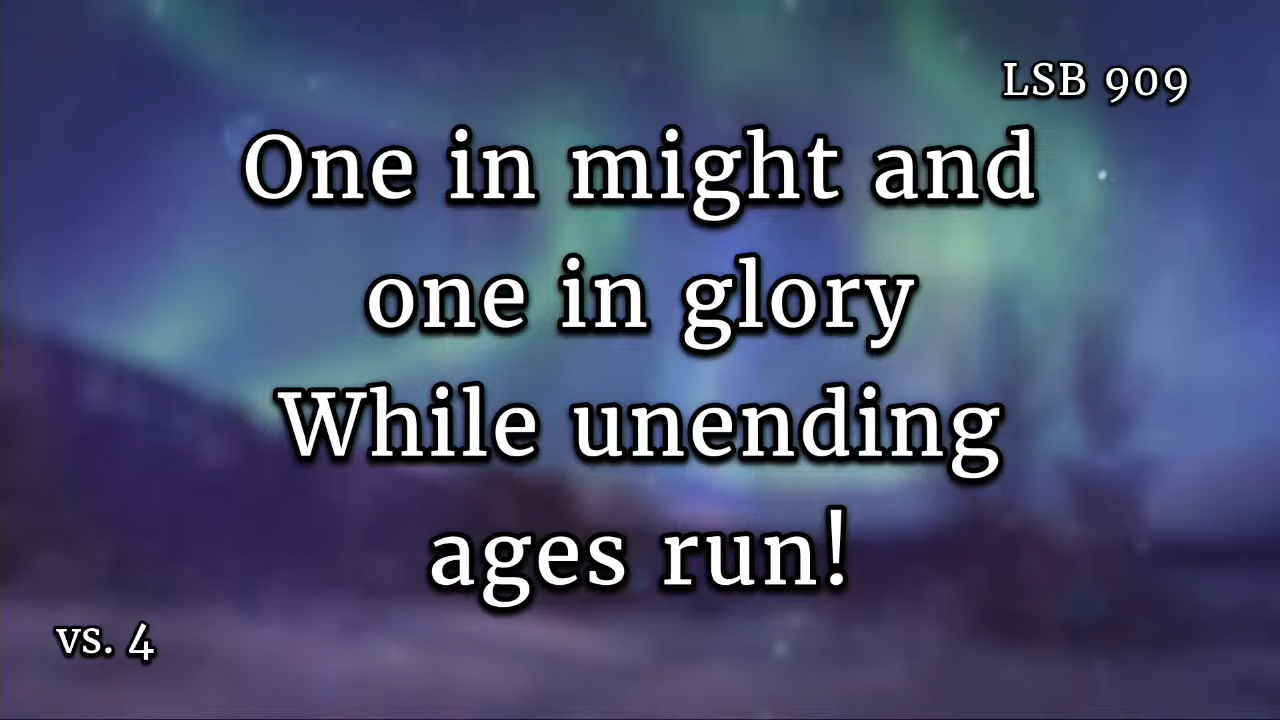 LSB 909
One in might and
one in glory
While unending
ages run!
vs. 4